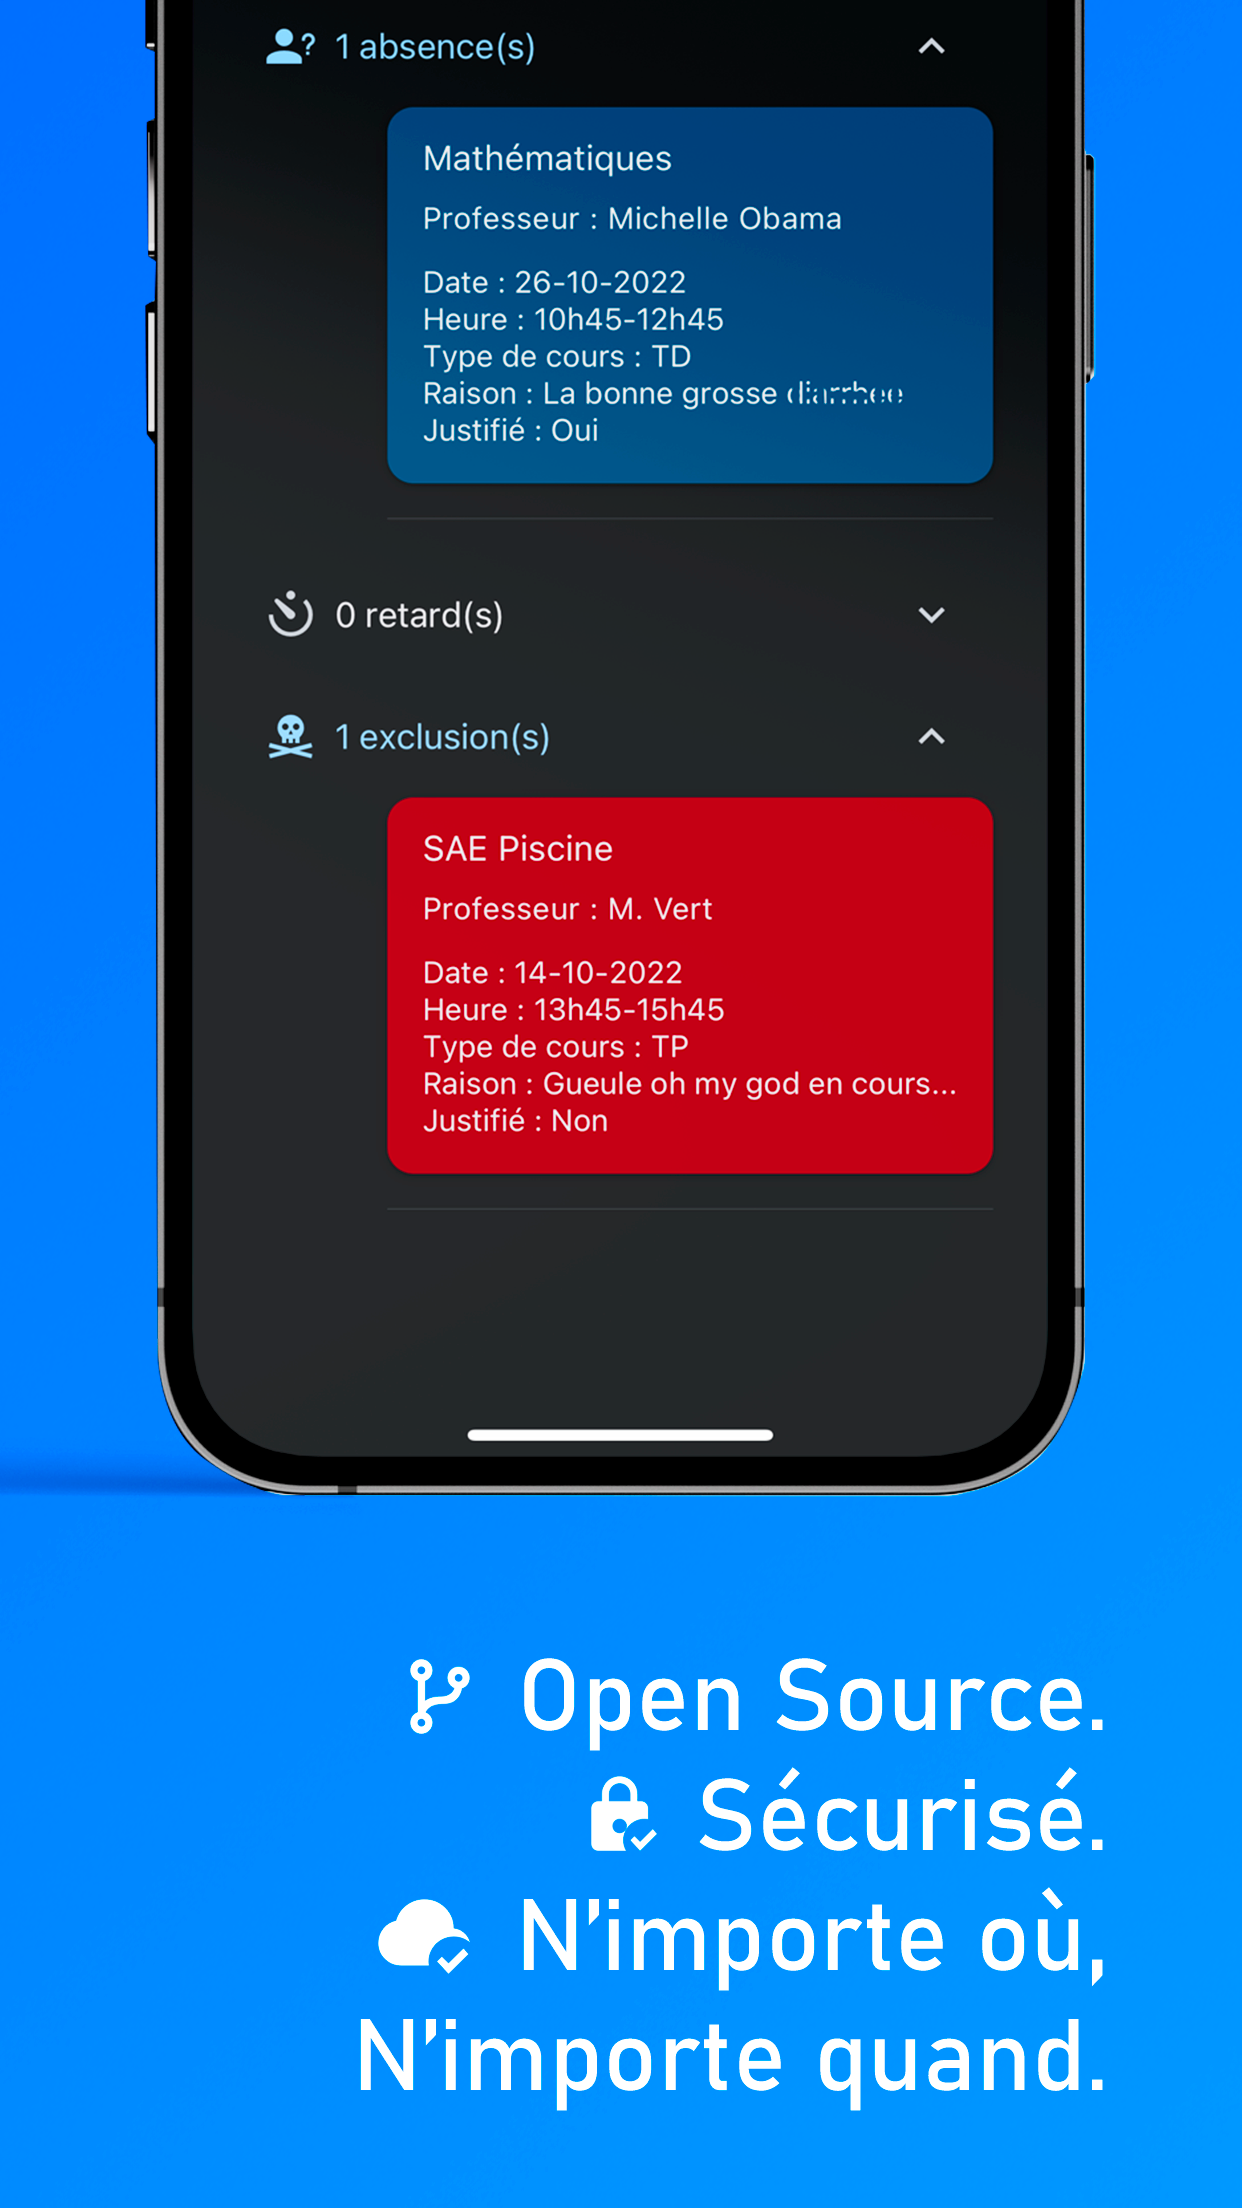 1 absence(s)
Mathématiques
Professeur : Michelle Obama
Date : 26-10-2022
Heure : 10h45-12h45
Type de cours : TD
Raison : La bonne grosse diarrhee
Justifié : Oui
0 retard(s)
1 exclusion(s)
SAE Piscine
Professeur : M. Vert
Date : 14-10-2022
Heure : 13h45-15h45
Type de cours : TP
Raison : Gueule oh my god en cours...
Justifié : Non
Open Source.
Sécurisé.
N'importe où,
N'importe quand.